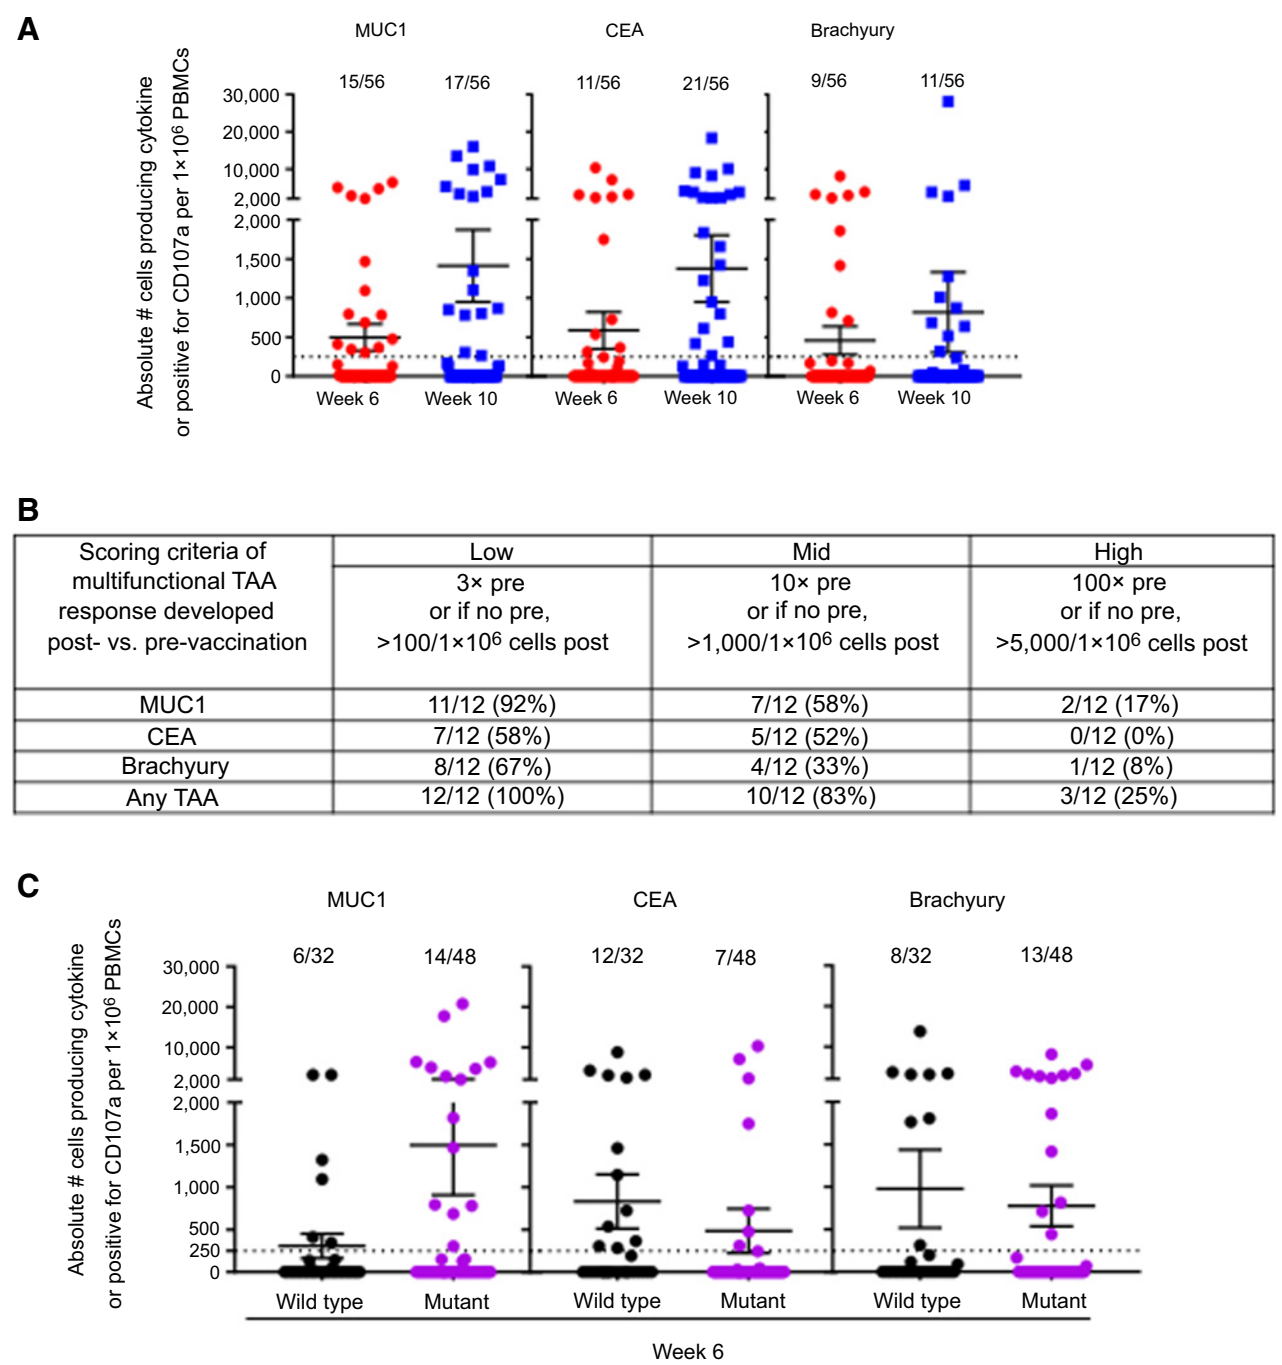 A
MUC1 CEA Brachyury
15/56 17/56 11/56 21/56 9/56 11/56
Absolute # cells producing cytokine
or positive for CD107a per 1×10⁶ PBMCs
30,000
20,000
10,000
2,000
2,000
1,500
1,000
500
0
Week 6 Week 10 Week 6 Week 10 Week 6 Week 10
B
Scoring criteria of Low Mid High
multifunctional TAA 3× pre 10× pre 100× pre
response developed or if no pre, or if no pre, or if no pre,
post- vs. pre-vaccination >100/1×10⁶ cells post >1,000/1×10⁶ cells post >5,000/1×10⁶ cells post
MUC1 11/12 (92%) 7/12 (58%) 2/12 (17%)
CEA 7/12 (58%) 5/12 (52%) 0/12 (0%)
Brachyury 8/12 (67%) 4/12 (33%) 1/12 (8%)
Any TAA 12/12 (100%) 10/12 (83%) 3/12 (25%)
C
MUC1 CEA Brachyury
6/32 14/48 12/32 7/48 8/32 13/48
Absolute # cells producing cytokine
or positive for CD107a per 1×10⁶ PBMCs
30,000
20,000
10,000
2,000
2,000
1,500
1,000
500
250
0
Wild type Mutant Wild type Mutant Wild type Mutant
Week 6